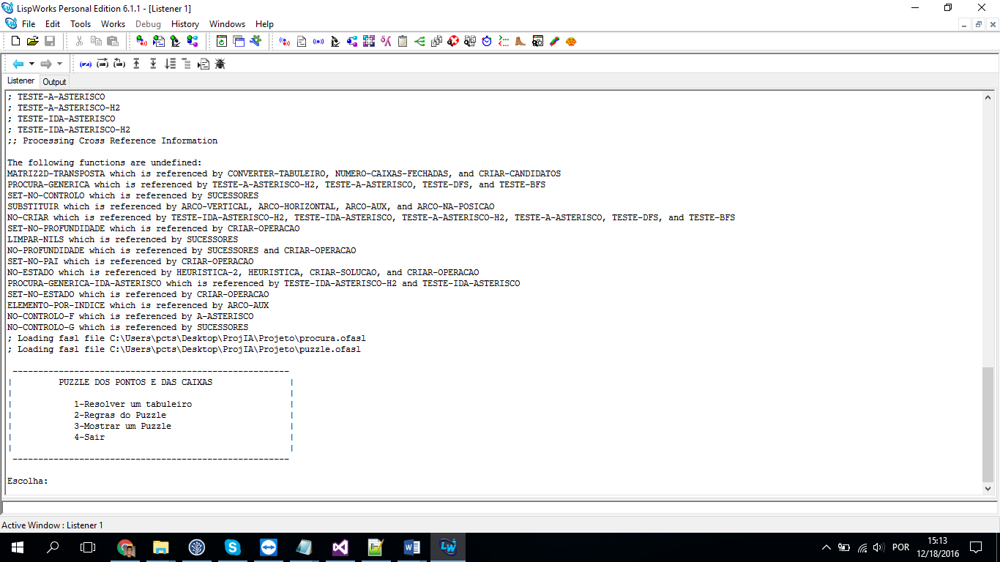 LispWorks Personal Edition 6.1.1 - [Listener 1]
File Edit Tools Works Debug History Windows Help
Listener Output
; TESTE-A-ASTERISCO
; TESTE-A-ASTERISCO-H2
; TESTE-IDA-ASTERISCO
; TESTE-IDA-ASTERISCO-H2
;; Processing Cross Reference Information
The following functions are undefined:
MATRIZ2D-TRANSPOSTA which is referenced by CONVERTER-TABULEIRO, NUMERO-CAIXAS-FECHADAS, and CRIAR-CANDIDATOS
PROCURA-GENERICA which is referenced by TESTE-A-ASTERISCO-H2, TESTE-A-ASTERISCO, TESTE-DFS, and TESTE-BFS
SET-NO-CONTROLO which is referenced by SUCESSORES
SUBSTITUIR which is referenced by ARCO-VERTICAL, ARCO-HORIZONTAL, ARCO-AUX, and ARCO-NA-POSICAO
NO-CRIAR which is referenced by TESTE-IDA-ASTERISCO-H2, TESTE-IDA-ASTERISCO, TESTE-A-ASTERISCO-H2, TESTE-A-ASTERISCO, TESTE-DFS, and TESTE-BFS
SET-NO-PROFUNDIDADE which is referenced by CRIAR-OPERACAO
LIMPAR-NILS which is referenced by SUCESSORES
NO-PROFUNDIDADE which is referenced by SUCESSORES and CRIAR-OPERACAO
SET-NO-PAI which is referenced by CRIAR-OPERACAO
NO-ESTADO which is referenced by HEURISTICA-2, HEURISTICA, CRIAR-SOLUCAO, and CRIAR-OPERACAO
PROCURA-GENERICA-IDA-ASTERISCO which is referenced by TESTE-IDA-ASTERISCO-H2 and TESTE-IDA-ASTERISCO
SET-NO-ESTADO which is referenced by CRIAR-OPERACAO
ELEMENTO-POR-INDICE which is referenced by ARCO-AUX
NO-CONTROLO-F which is referenced by A-ASTERISCO
NO-CONTROLO-G which is referenced by SUCESSORES
; Loading fasl file C:\Users\pcts\Desktop\ProjIA\Projeto\procura.ofasl
; Loading fasl file C:\Users\pcts\Desktop\ProjIA\Projeto\puzzle.ofasl
------------------------------------------------------
| PUZZLE DOS PONTOS E DAS CAIXAS |
| |
| 1-Resolver um tabuleiro |
| 2-Regras do Puzzle |
| 3-Mostrar um Puzzle |
| 4-Sair |
| |
------------------------------------------------------
Escolha:
Active Window : Listener 1
POR
15:13
12/18/2016